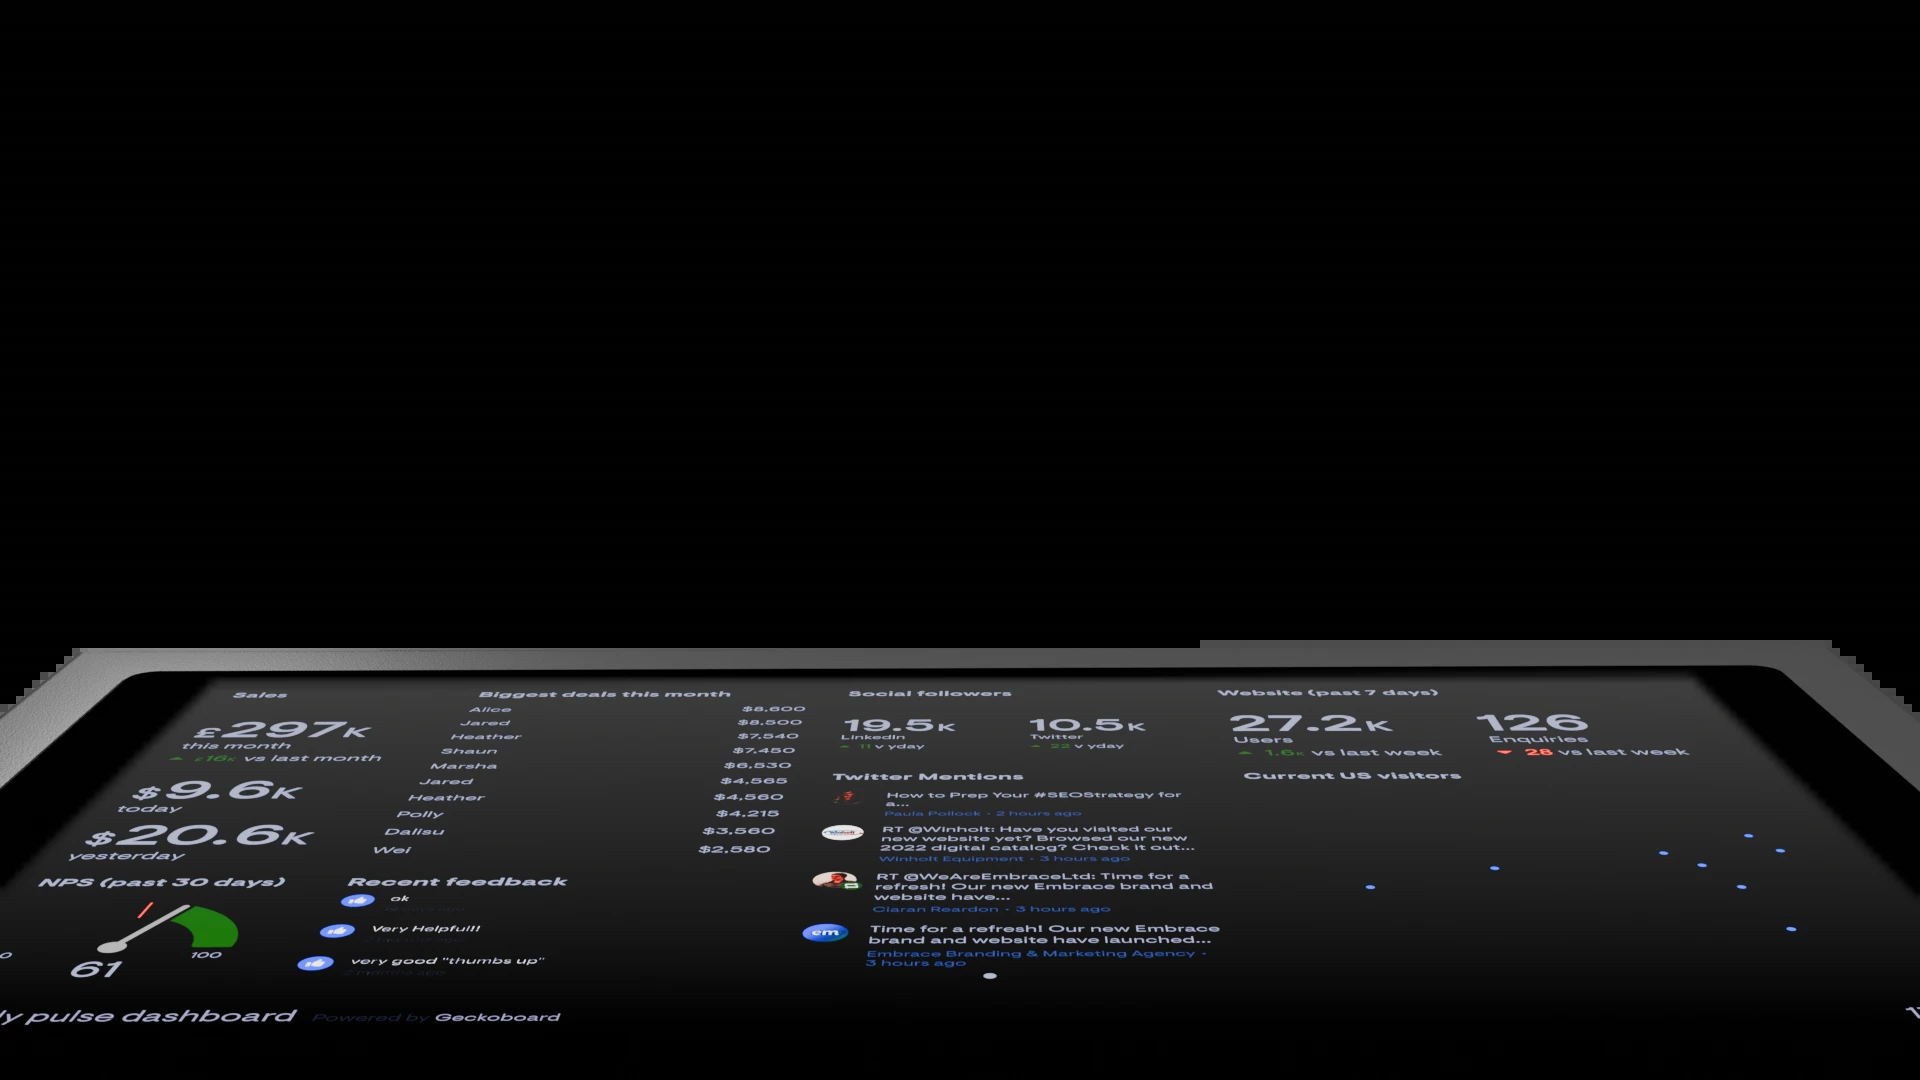 Sales
£297K
this month
£16K vs last month
$9.6K
today
$20.6K
yesterday
Biggest deals this month
Alice $8,600
Jared $8,500
Heather $7,540
Shaun $7,450
Marsha $6,530
Jared $4,565
Heather $4,560
Polly $4,215
Dalisu $3,560
Wei $2,580
Social followers
19.5K
LinkedIn
11 v yday
10.5K
Twitter
22 v yday
Website (past 7 days)
27.2K
Users
1.6K vs last week
126
Enquiries
28 vs last week
Twitter Mentions
How to Prep Your #SEOStrategy for
a...
Paula Pollock · 2 hours ago
RT @Winholt: Have you visited our
new website yet? Browsed our new
2022 digital catalog? Check it out...
Winholt Equipment · 3 hours ago
RT @WeAreEmbraceLtd: Time for a
refresh! Our new Embrace brand and
website have...
Ciaran Reardon · 3 hours ago
em
Time for a refresh! Our new Embrace
brand and website have launched...
Embrace Branding & Marketing Agency ·
3 hours ago
Current US visitors
NPS (past 30 days)
0
100
61
Recent feedback
ok
Very Helpful!!
very good "thumbs up"
2 months ago
ly pulse dashboard
Powered by Geckoboard